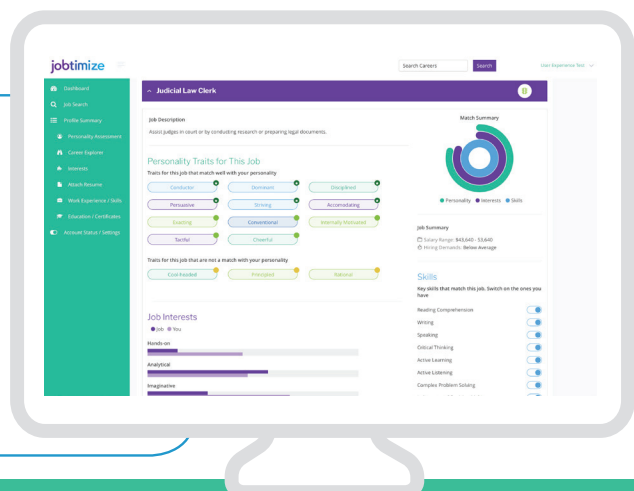 jobtimize
Search Careers
Search
User Experience Test
Dashboard
Job Search
Profile Summary
Personality Assessment
Career Explorer
Interests
Attach Resume
Work Experience / Skills
Education / Certificates
Account Status / Settings
Judicial Law Clerk
Job Description
Assist judges in court or by conducting research or preparing legal documents.
Personality Traits for This Job
Traits for this job that match well with your personality
Conductor
Dominant
Disciplined
Persuasive
Striving
Accomodating
Exacting
Conventional
Internally Motivated
Tactful
Cheerful
Traits for this job that are not a match with your personality
Cool-headed
Principled
Rational
Job Interests
Job
You
Hands-on
Analytical
Imaginative
Match Summary
Personality
Interests
Skills
Job Summary
Salary Range: $43,640 - 53,640
Hiring Demands: Below Average
Skills
Key skills that match this job. Switch on the ones you
have
Reading Comprehension
Writing
Speaking
Critical Thinking
Active Learning
Active Listening
Complex Problem Solving